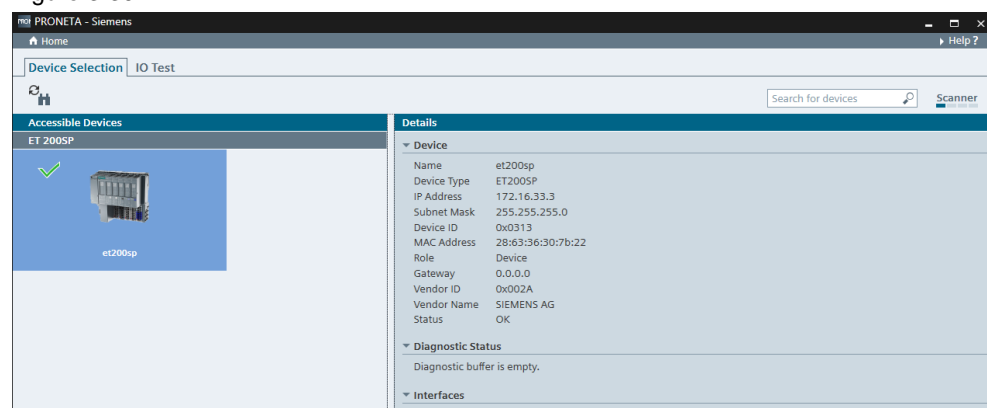 PRONETA - Siemens
Home
Help ?
Device Selection
IO Test
Search for devices
Scanner
Accessible Devices
ET 200SP
et200sp
Details
Device
Name et200sp
Device Type ET200SP
IP Address 172.16.33.3
Subnet Mask 255.255.255.0
Device ID 0x0313
MAC Address 28:63:36:30:7b:22
Role Device
Gateway 0.0.0.0
Vendor ID 0x002A
Vendor Name SIEMENS AG
Status OK
Diagnostic Status
Diagnostic buffer is empty.
Interfaces